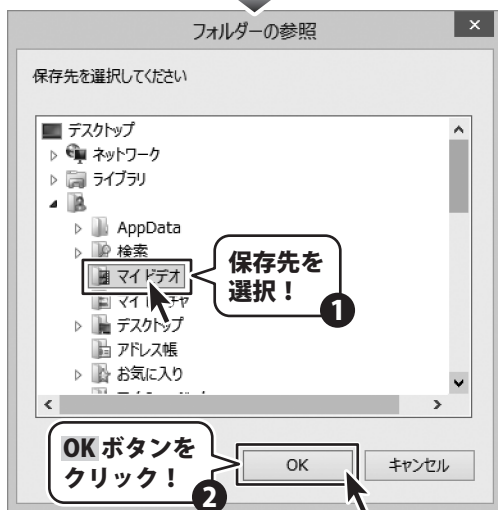 フォルダーの参照
保存先を選択してください
デスクトップ
ネットワーク
ライブラリ
AppData
検索
マイ ビデオ
デスクトップ
アドレス帳
お気に入り
保存先を
選択！
1
OKボタンを
クリック！
2
OK
キャンセル